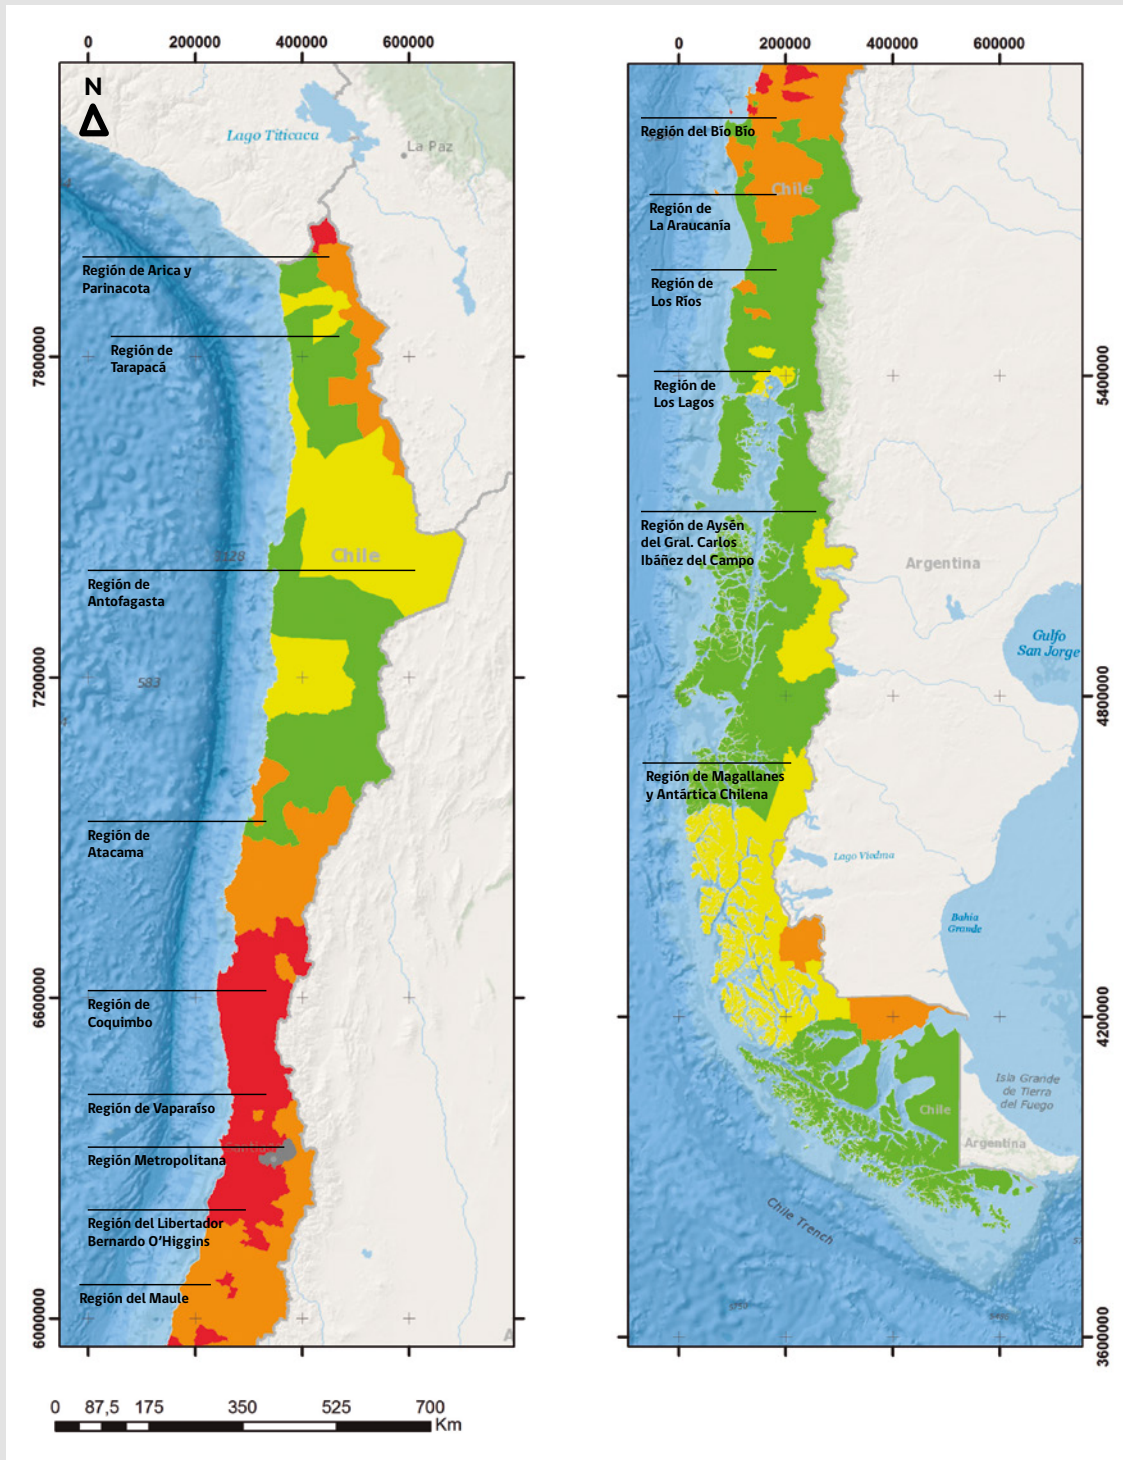 0 200000 400000 600000
N
Lago Titicaca
La Paz
Región de Arica y
Parinacota
Región de
Tarapacá
7800000
Chile
Región de
Antofagasta
7200000
583
Región de
Atacama
6600000
Región de
Coquimbo
Región de Vaparaíso
Santiago
Región Metropolitana
Región del Libertador
Bernardo O’Higgins
Región del Maule
6000000
0 87,5 175 350 525 700
Km
0 200000 400000 600000
Región del Bío Bío
Chile
Región de
La Araucanía
Región de
Los Ríos
Región de
Los Lagos
5400000
Región de Aysén
del Gral. Carlos
Ibáñez del Campo
Argentina
Gulfo
San Jorge
4800000
Región de Magallanes
y Antártica Chilena
Lago Viedma
Bahía
Grande
4200000
Isla Grande
de Tierra
del Fuego
Chile
Argentina
Chile Trench
3600000